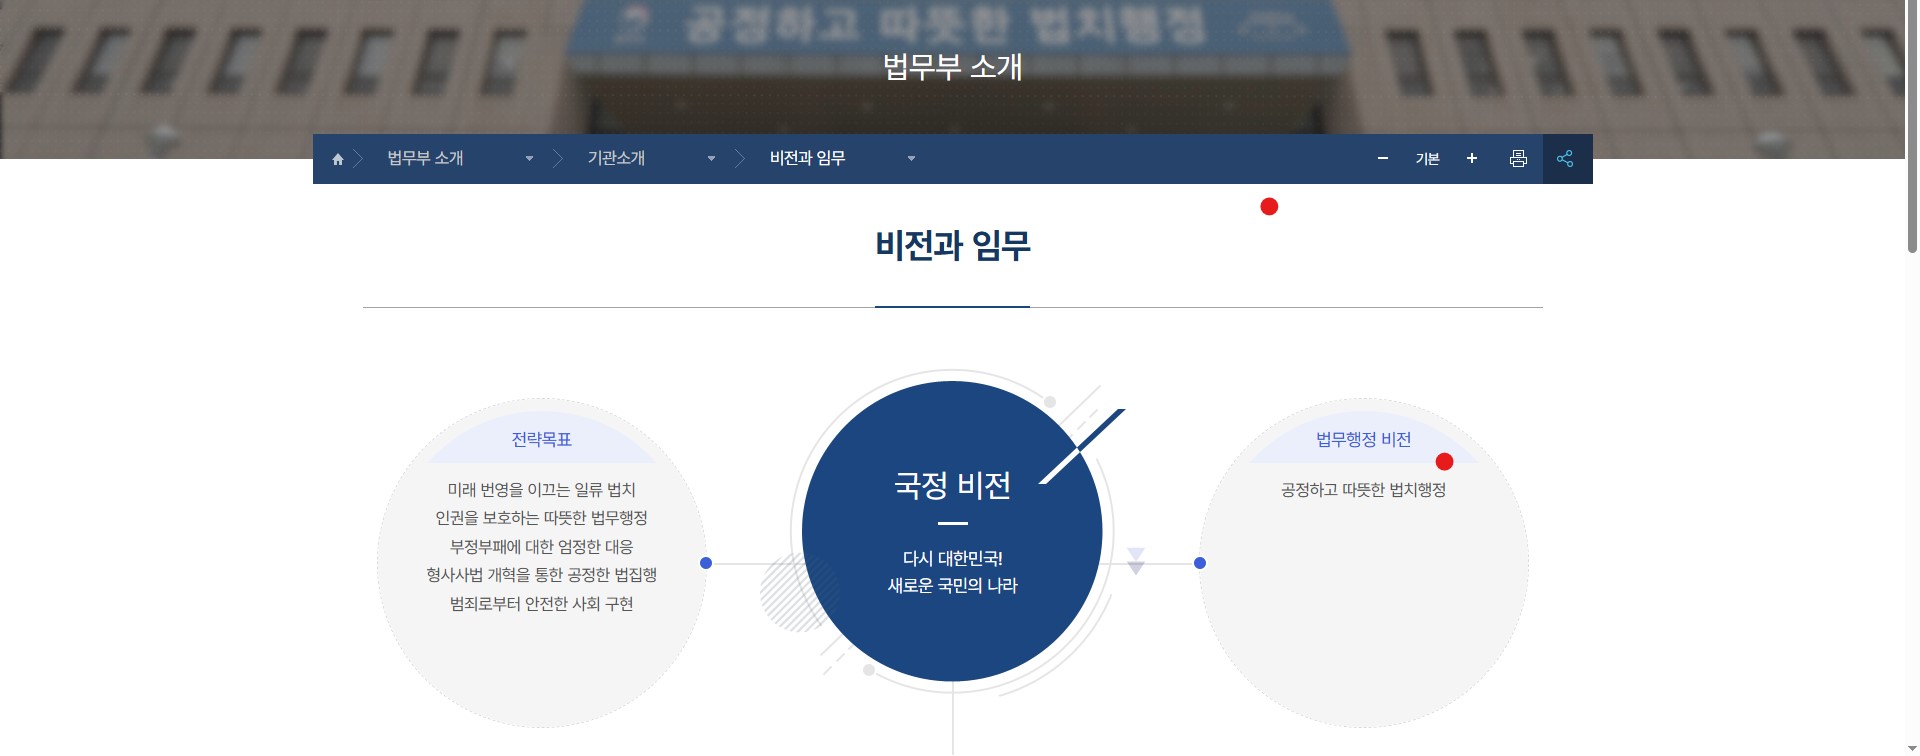 공정하고 따뜻한 법치행정
법무부 소개
법무부 소개
기관소개
비전과 임무
기본
비전과 임무
전략목표
미래 번영을 이끄는 일류 법치
인권을 보호하는 따뜻한 법무행정
부정부패에 대한 엄정한 대응
형사사법 개혁을 통한 공정한 법집행
범죄로부터 안전한 사회 구현
국정 비전
다시 대한민국!
새로운 국민의 나라
법무행정 비전
공정하고 따뜻한 법치행정